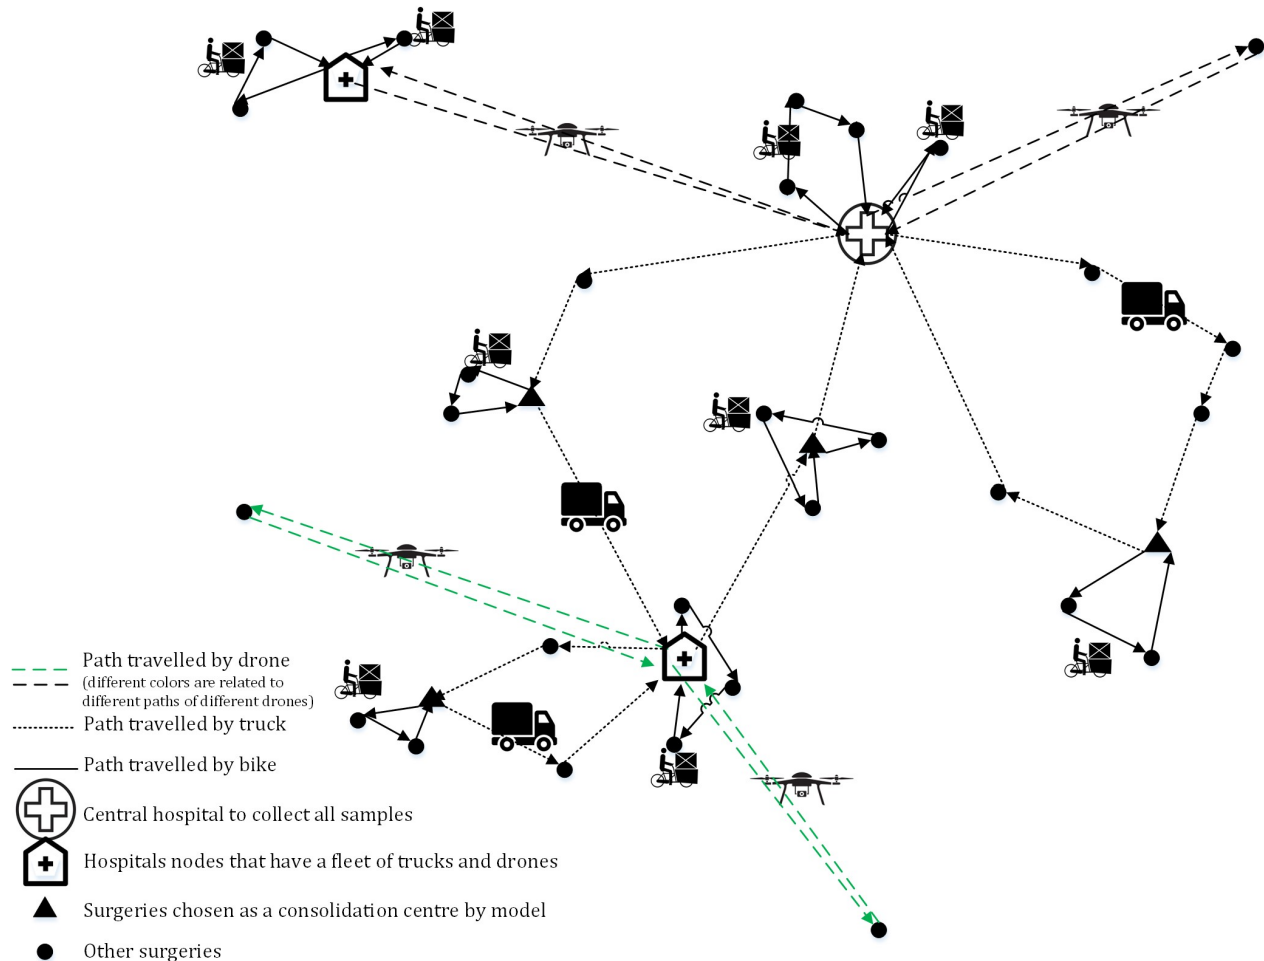 Path travelled by drone
(different colors are related to
different paths of different drones)
Path travelled by truck
Path travelled by bike
Central hospital to collect all samples
Hospitals nodes that have a fleet of trucks and drones
Surgeries chosen as a consolidation centre by model
Other surgeries